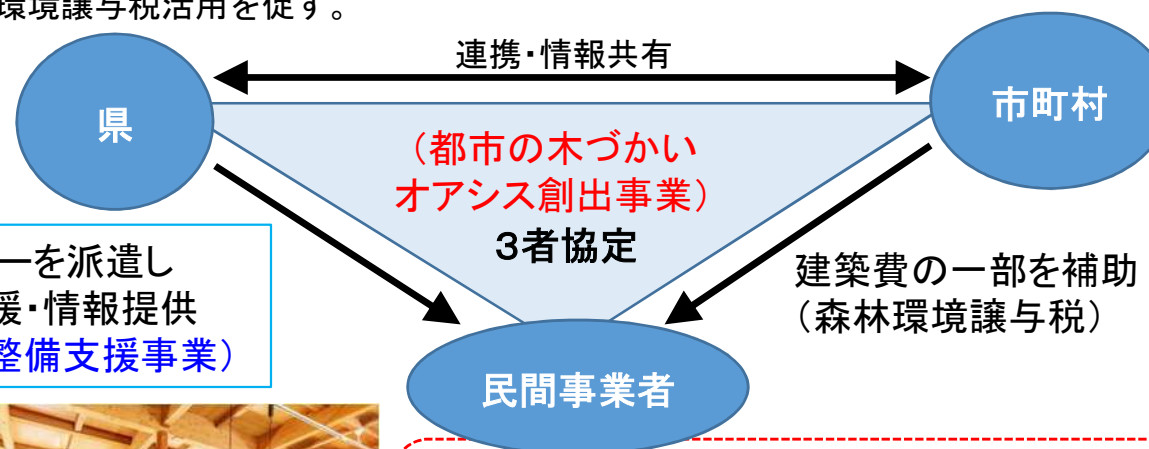 環境譲与税活用を促す。
連携・情報共有
県
市町村
（都市の木づかい
オアシス創出事業）
3者協定
ーを派遣し
援・情報提供
整備支援事業）
建築費の一部を補助
（森林環境譲与税）
民間事業者